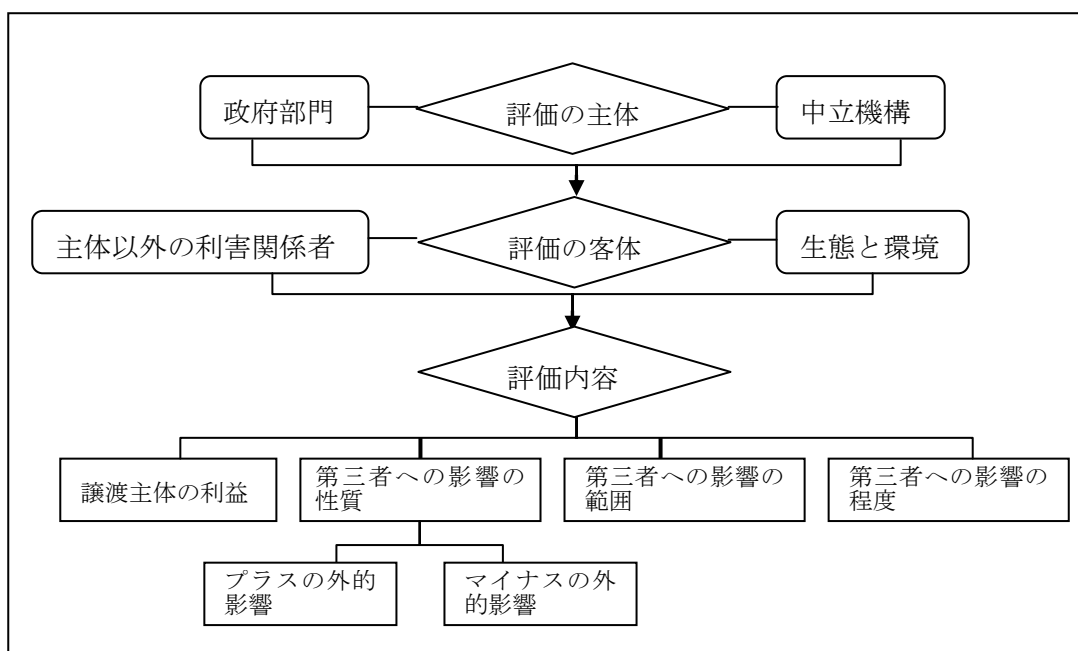 政府部門
評価の主体
中立機構
主体以外の利害関係者
評価の客体
生態と環境
評価内容
譲渡主体の利益
第三者への影響の
性質
第三者への影響の
範囲
第三者への影響の
程度
プラスの外的
影響
マイナスの外
的影響